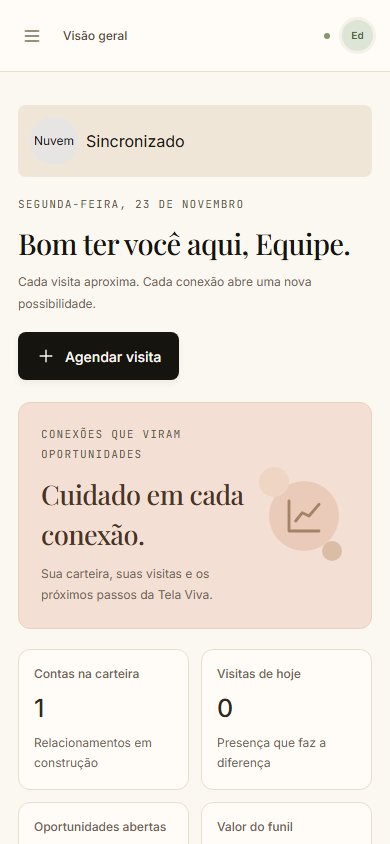 Visão geral
Ed
Nuvem Sincronizado
SEGUNDA-FEIRA, 23 DE NOVEMBRO
Bom ter você aqui, Equipe.
Cada visita aproxima. Cada conexão abre uma nova
possibilidade.
Agendar visita
CONEXÕES QUE VIRAM
OPORTUNIDADES
Cuidado em cada
conexão.
Sua carteira, suas visitas e os
próximos passos da Tela Viva.
Contas na carteira
1
Relacionamentos em
construção
Visitas de hoje
0
Presença que faz a
diferença
Oportunidades abertas
Valor do funil